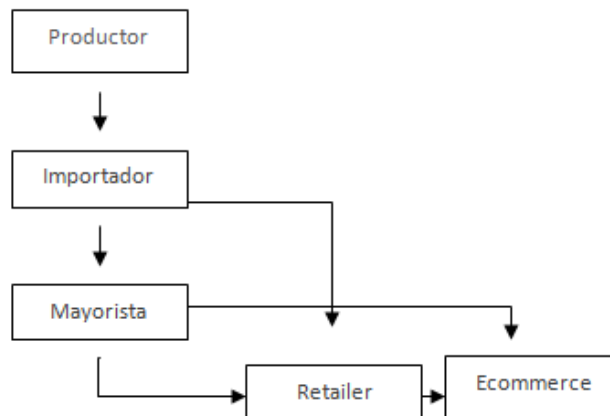 Productor
Importador
Mayorista
Retailer
Ecommerce